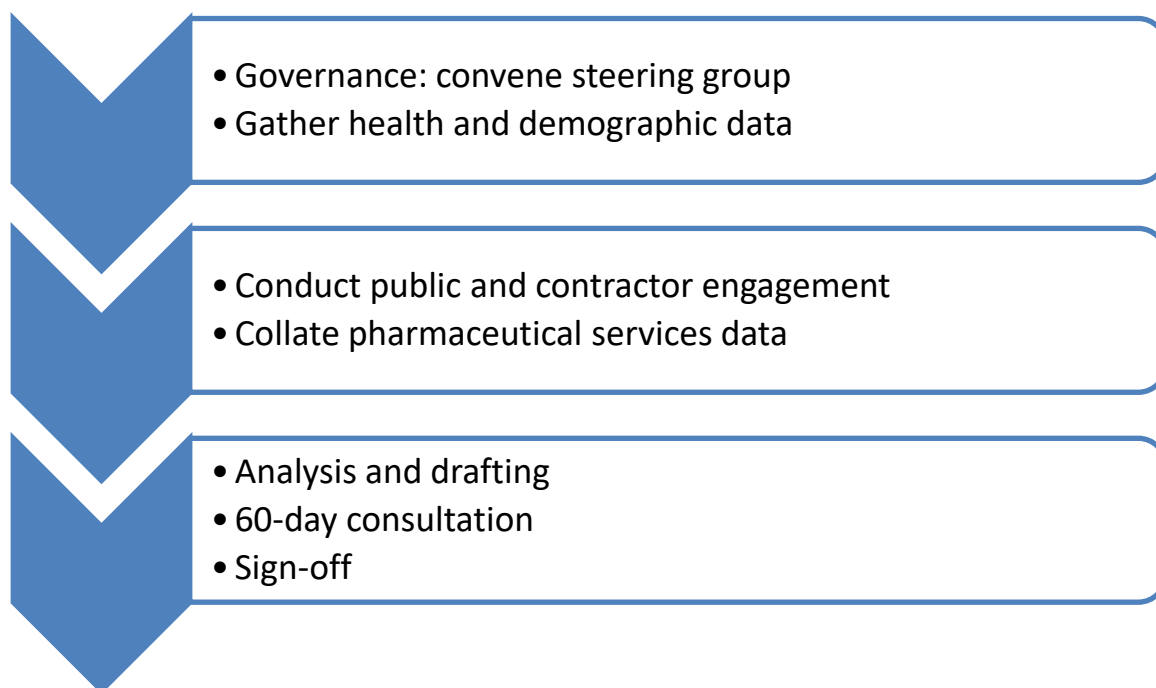 • Governance: convene steering group
• Gather health and demographic data
• Conduct public and contractor engagement
• Collate pharmaceutical services data
• Analysis and drafting
• 60-day consultation
• Sign-off